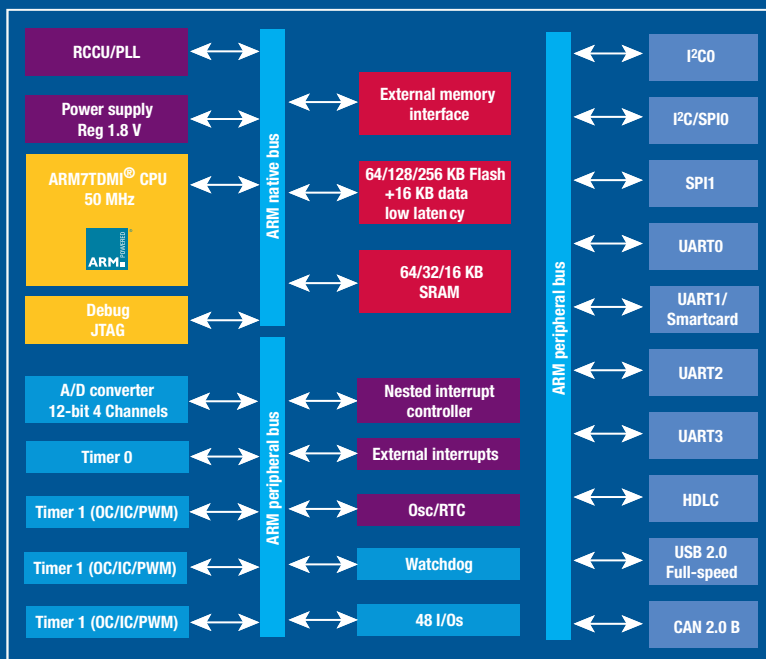 RCCU/PLL
Power supply
Reg 1.8 V
ARM7TDMI® CPU
50 MHz
ARM POWERED
Debug
JTAG
ARM native bus
External memory
interface
64/128/256 KB Flash
+16 KB data
low latency
64/32/16 KB
SRAM
A/D converter
12-bit 4 Channels
Timer 0
Timer 1 (OC/IC/PWM)
Timer 1 (OC/IC/PWM)
Timer 1 (OC/IC/PWM)
ARM peripheral bus
Nested interrupt
controller
External interrupts
Osc/RTC
Watchdog
48 I/Os
ARM peripheral bus
I²C0
I²C/SPI0
SPI1
UART0
UART1/
Smartcard
UART2
UART3
HDLC
USB 2.0
Full-speed
CAN 2.0 B